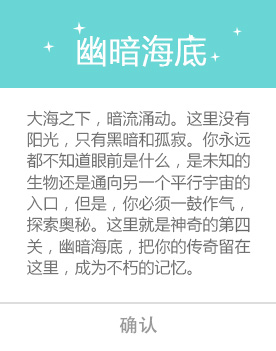 幽暗海底
大海之下，暗流涌动。这里没有
阳光，只有黑暗和孤寂。你永远
都不知道眼前是什么，是未知的
生物还是通向另一个平行宇宙的
入口，但是，你必须一鼓作气，
探索奥秘。这里就是神奇的第四
关，幽暗海底，把你的传奇留在
这里，成为不朽的记忆。
确认